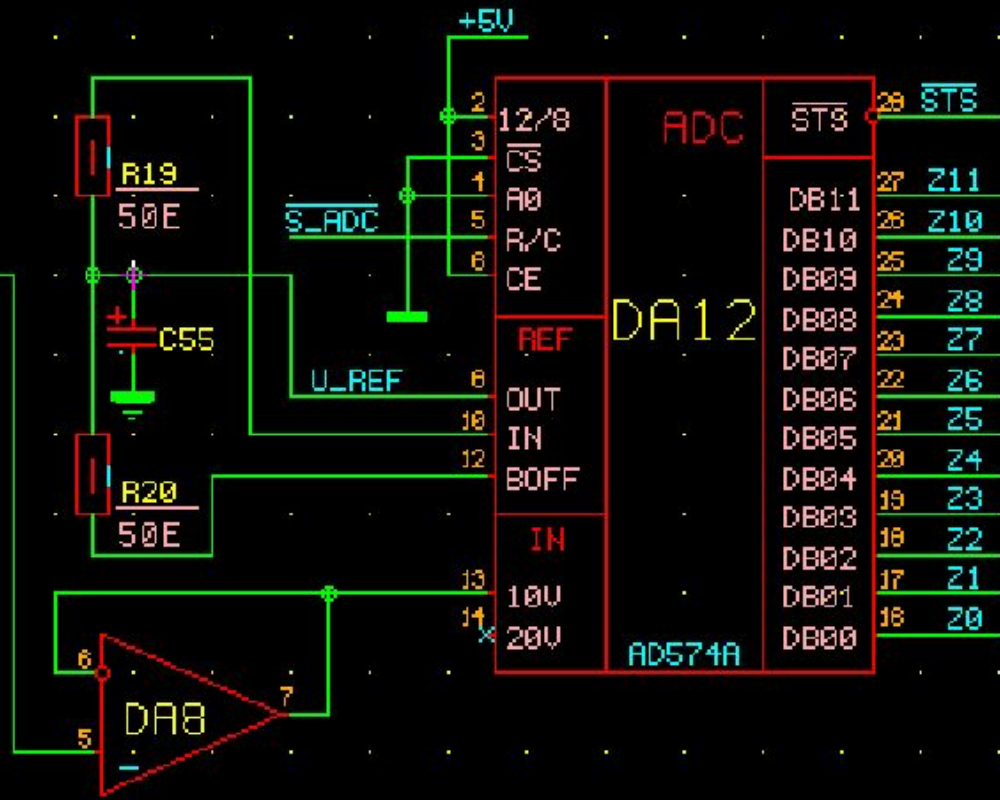 +5V
2
12/8
ADC
STS
28
STS
3
CS
R19
4
A0
27
Z11
DB11
50E
S_ADC
5
R/C
26
Z10
DB10
6
CE
25
Z9
DB09
DA12
24
Z8
DB08
+
C55
REF
23
Z7
DB07
U_REF
8
OUT
22
Z6
DB06
10
IN
21
Z5
DB05
12
BOFF
20
Z4
DB04
R20
50E
19
Z3
DB03
IN
18
Z2
DB02
13
10V
17
Z1
DB01
14
20V
16
Z0
DB00
AD574A
6
DA8
7
5